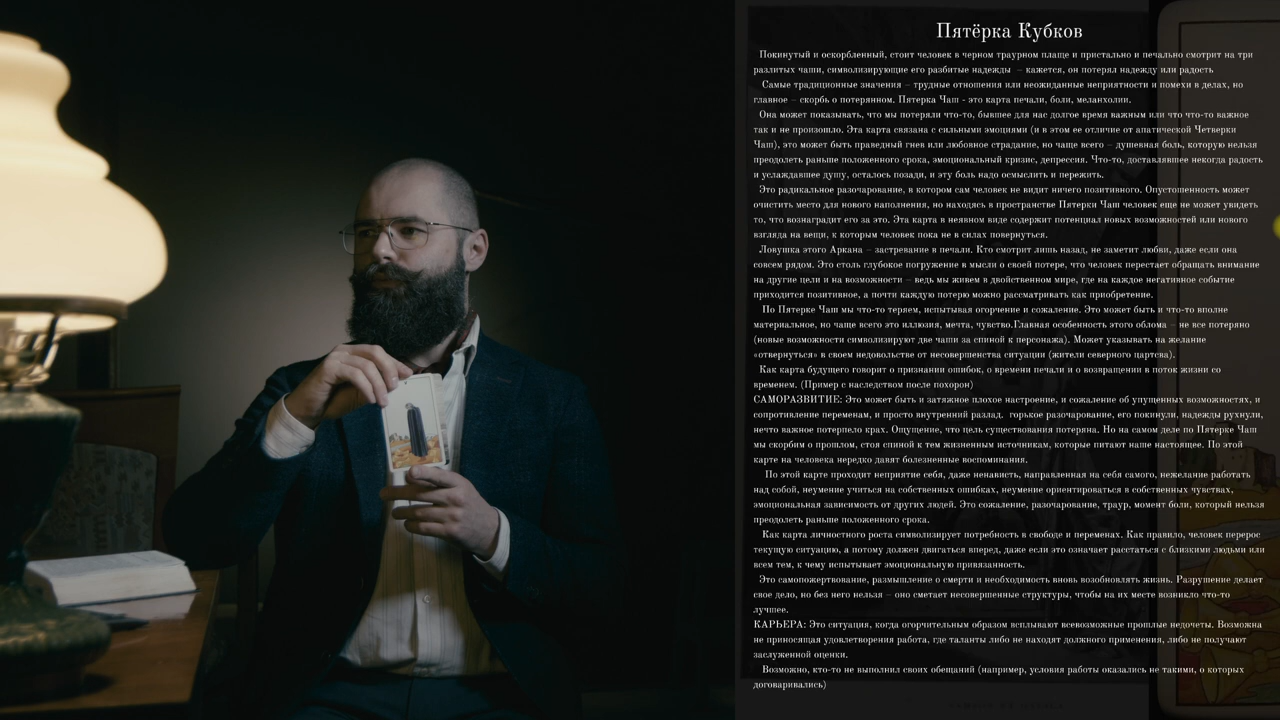 Пятёрка Кубков
Покинутый и оскорбленный, стоит человек в черном траурном плаще и пристально и печально смотрит на три
разлитых чаши, символизирующие его разбитые надежды – кажется, он потерял надежду или радость
Самые традиционные значения – трудные отношения или неожиданные неприятности и помехи в делах, но
главное – скорбь о потерянном. Пятерка Чаш - это карта печали, боли, меланхолии.
Она может показывать, что мы потеряли что-то, бывшее для нас долгое время важным или что что-то важное
так и не произошло. Эта карта связана с сильными эмоциями (и в этом ее отличие от апатической Четверки
Чаш), это может быть праведный гнев или любовное страдание, но чаще всего – душевная боль, которую нельзя
преодолеть раньше положенного срока, эмоциональный кризис, депрессия. Что-то, доставлявшее некогда радость
и услаждавшее душу, осталось позади, и эту боль надо осмыслить и пережить.
Это радикальное разочарование, в котором сам человек не видит ничего позитивного. Опустошенность может
очистить место для нового наполнения, но находясь в пространстве Пятерки Чаш человек еще не может увидеть
то, что вознаградит его за это. Эта карта в неявном виде содержит потенциал новых возможностей или нового
взгляда на вещи, к которым человек пока не в силах повернуться.
Ловушка этого Аркана – застревание в печали. Кто смотрит лишь назад, не заметит любви, даже если она
совсем рядом. Это столь глубокое погружение в мысли о своей потере, что человек перестает обращать внимание
на другие цели и на возможности – ведь мы живем в двойственном мире, где на каждое негативное событие
приходится позитивное, а почти каждую потерю можно рассматривать как приобретение.
По Пятерке Чаш мы что-то теряем, испытывая огорчение и сожаление. Это может быть и что-то вполне
материальное, но чаще всего это иллюзия, мечта, чувство.Главная особенность этого облома – не все потеряно
(новые возможности символизируют две чаши за спиной к персонажа). Может указывать на желание
«отвернуться» в своем недовольстве от несовершенства ситуации (жители северного цартсва).
Как карта будущего говорит о признании ошибок, о времени печали и о возвращении в поток жизни со
временем. (Пример с наследством после похорон)
САМОРАЗВИТИЕ: Это может быть и затяжное плохое настроение, и сожаление об упущенных возможностях, и
сопротивление переменам, и просто внутренний разлад. горькое разочарование, его покинули, надежды рухнули,
нечто важное потерпело крах. Ощущение, что цель существования потеряна. Но на самом деле по Пятерке Чаш
мы скорбим о прошлом, стоя спиной к тем жизненным источникам, которые питают наше настоящее. По этой
карте на человека нередко давят болезненные воспоминания.
По этой карте проходит неприятие себя, даже ненависть, направленная на себя самого, нежелание работать
над собой, неумение учиться на собственных ошибках, неумение ориентироваться в собственных чувствах,
эмоциональная зависимость от других людей. Это сожаление, разочарование, траур, момент боли, который нельзя
преодолеть раньше положенного срока.
Как карта личностного роста символизирует потребность в свободе и переменах. Как правило, человек перерос
текущую ситуацию, а потому должен двигаться вперед, даже если это означает расстаться с близкими людьми или
всем тем, к чему испытывает эмоциональную привязанность.
Это самопожертвование, размышление о смерти и необходимость вновь возобновлять жизнь. Разрушение делает
свое дело, но без него нельзя – оно сметает несовершенные структуры, чтобы на их месте возникло что-то
лучшее.
КАРЬЕРА: Это ситуация, когда огорчительным образом всплывают всевозможные прошлые недочеты. Возможна
не приносящая удовлетворения работа, где таланты либо не находят должного применения, либо не получают
заслуженной оценки.
Возможно, кто-то не выполнил своих обещаний (например, условия работы оказались не такими, о которых
договаривались)